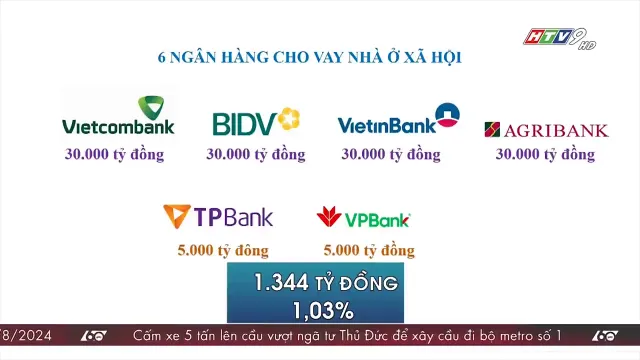 HTV9 HD
6 NGÂN HÀNG CHO VAY NHÀ Ở XÃ HỘI
Vietcombank BIDV VietinBank AGRIBANK
30.000 tỷ đồng 30.000 tỷ đồng 30.000 tỷ đồng 30.000 tỷ đồng
TPBank VPBank
5.000 tỷ đông 5.000 tỷ đồng
1.344 TỶ ĐỒNG
1,03%
/8/2024 60 Cấm xe 5 tấn lên cầu vượt ngã tư Thủ Đức để xây cầu đi bộ metro số 1 60